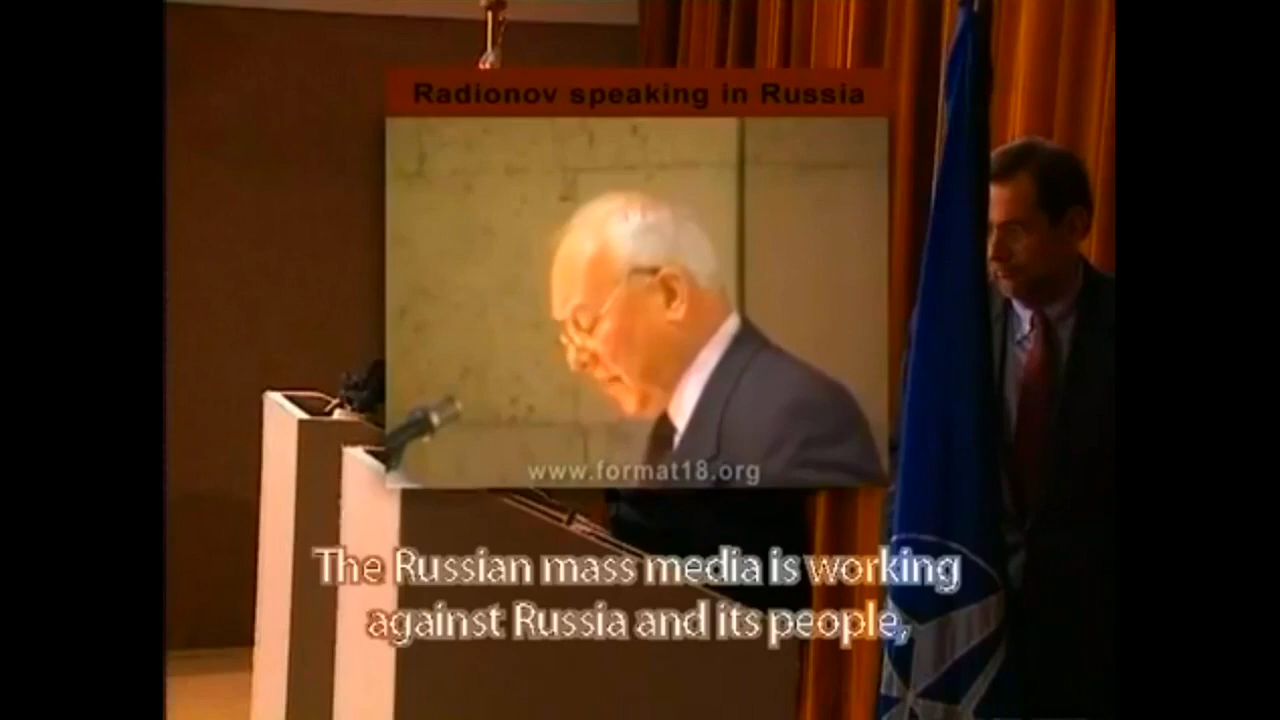 Radionov speaking in Russia
www.format18.org
The Russian mass media is working
against Russia and its people,